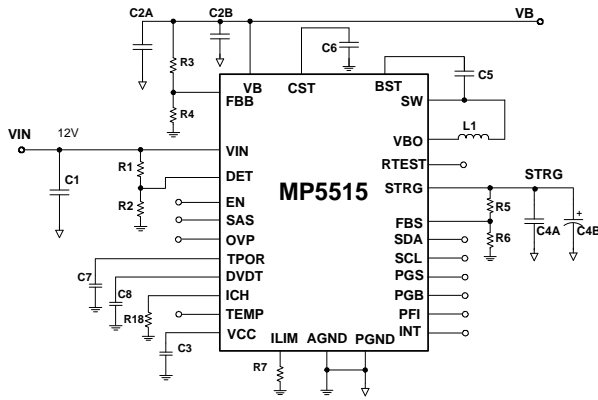 C2A C2B VB
C6
R3 VB CST BST C5
FBB SW
R4
VIN 12V VIN VBO L1
R1 DET RTEST
C1 MP5515 STRG STRG
R2 EN R5
SAS FBS C4A + C4B
OVP SDA R6
TPOR SCL
C7 DVDT PGS
C8 ICH PGB
R18 TEMP PFI
VCC ILIM AGND PGND INT
C3 R7